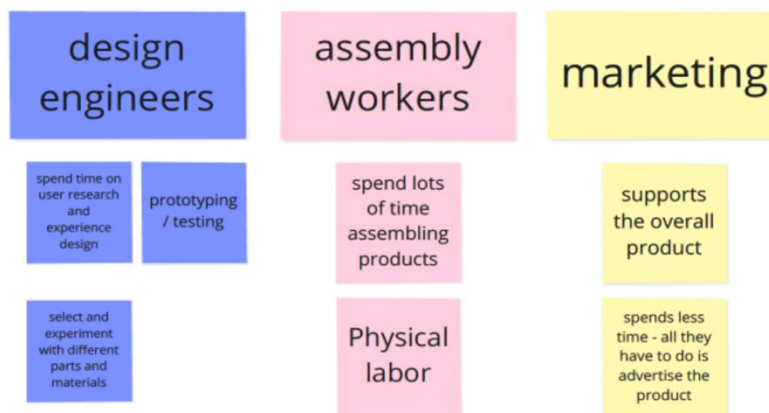 design
engineers
assembly
workers
marketing
spend time on
user research
and
experience
design
prototyping
/ testing
spend lots
of time
assembling
products
supports
the overall
product
select and
experiment
with different
parts and
materials
Physical
labor
spends less
time - all they
have to do is
advertise the
product